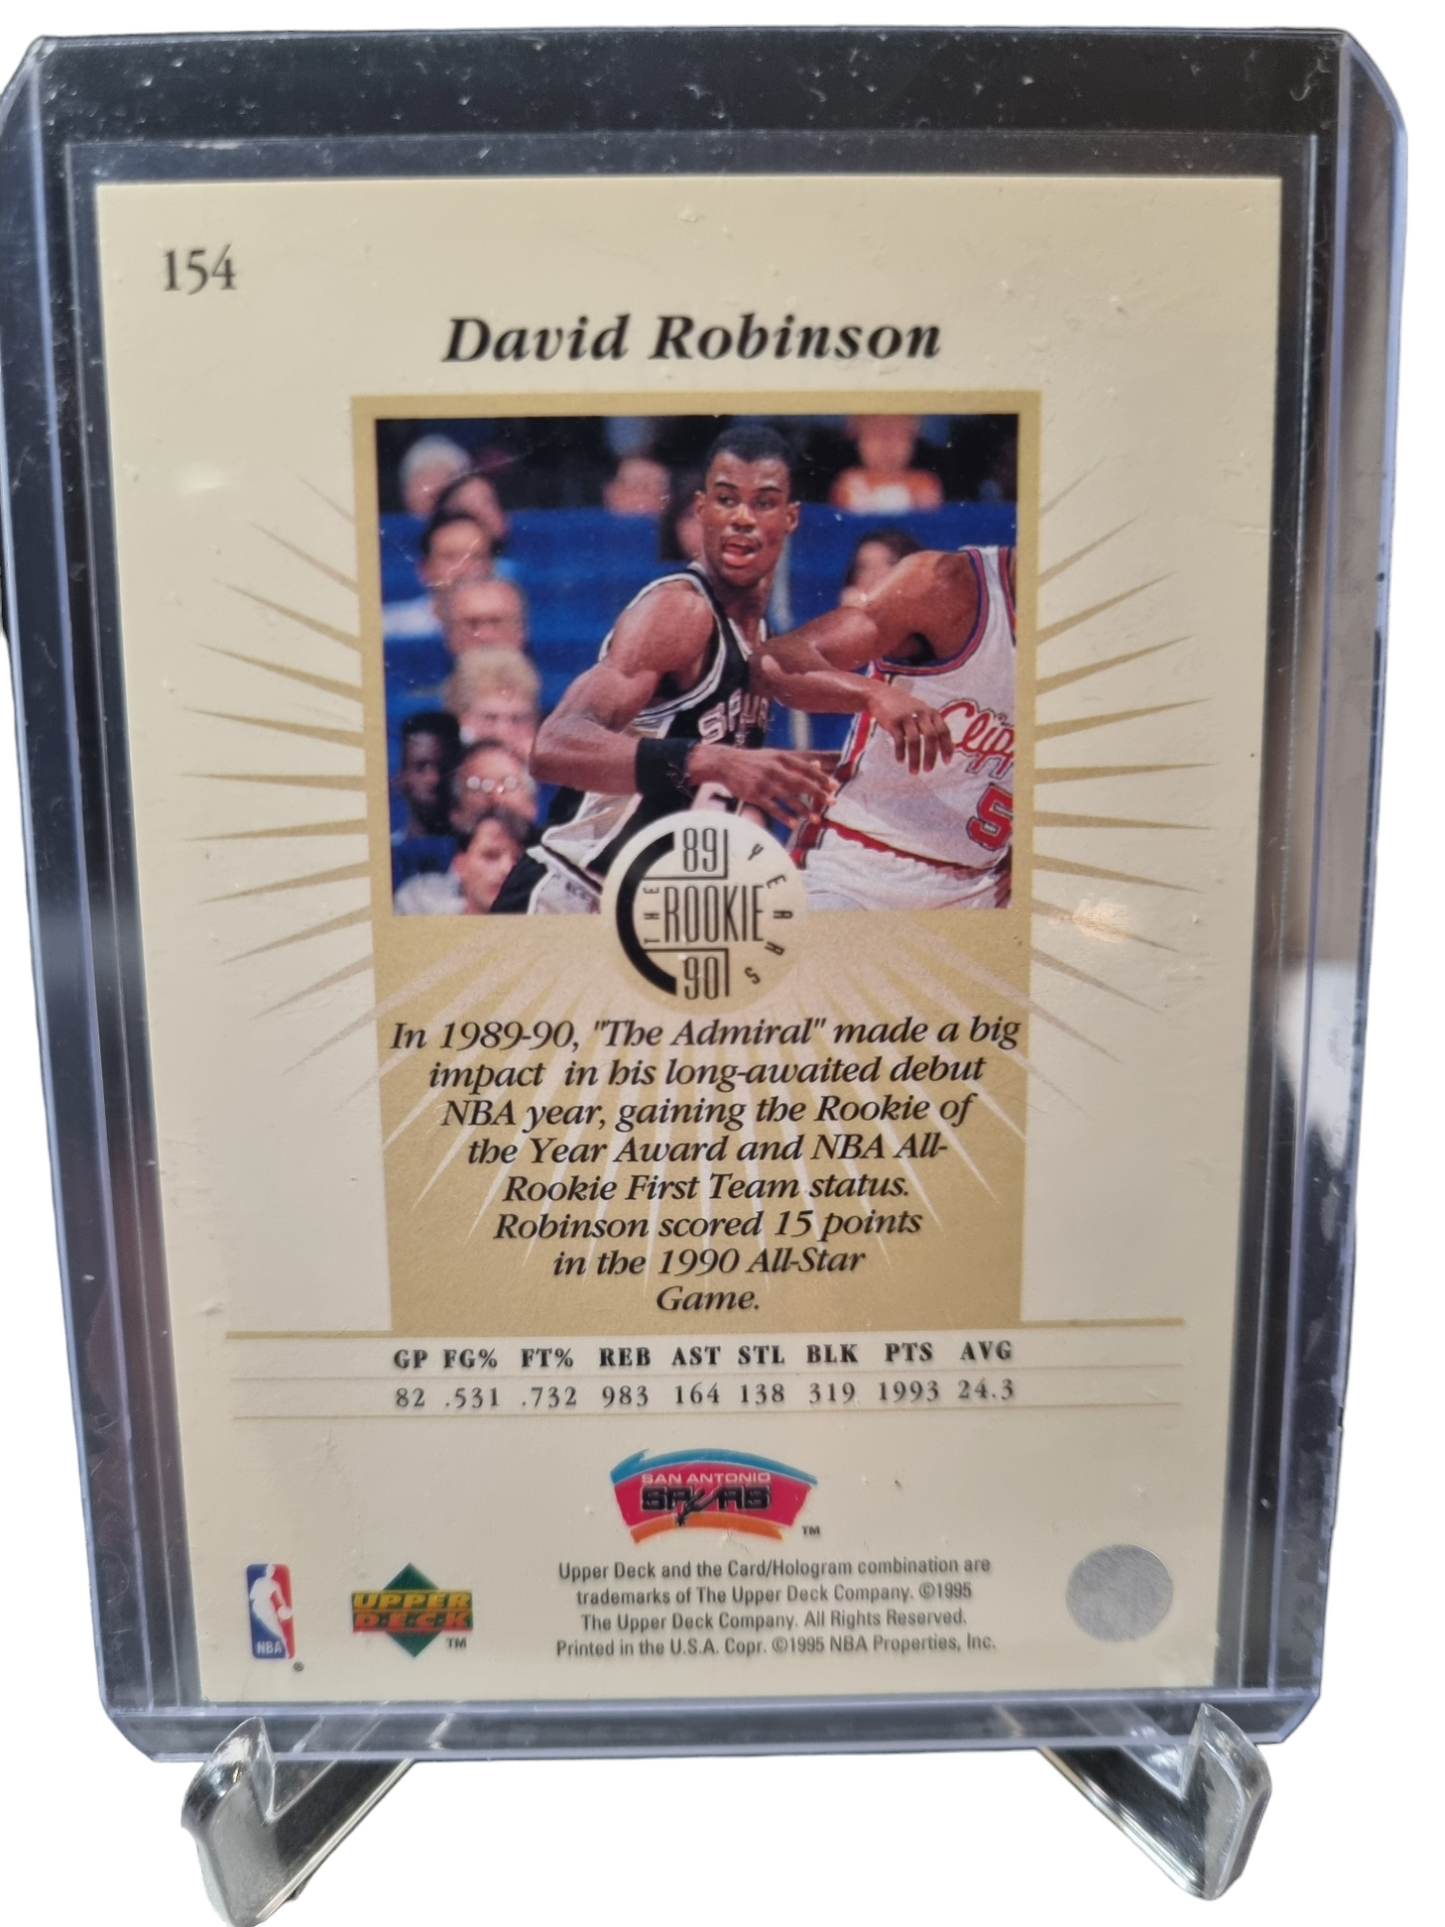 154
David Robinson
SPURS
Clipp
5
89
THE ROOKIE YEARS
90
In 1989-90, "The Admiral" made a big
impact in his long-awaited debut
NBA year, gaining the Rookie of
the Year Award and NBA All-
Rookie First Team status.
Robinson scored 15 points
in the 1990 All-Star
Game.
GP FG% FT% REB AST STL BLK PTS AVG
82 .531 .732 983 164 138 319 1993 24.3
SAN ANTONIO
SPURS
TM
Upper Deck and the Card/Hologram combination are
trademarks of The Upper Deck Company. ©1995
The Upper Deck Company. All Rights Reserved.
Printed in the U.S.A. Copr. ©1995 NBA Properties, Inc.
NBA ®
UPPER
DECK
TM